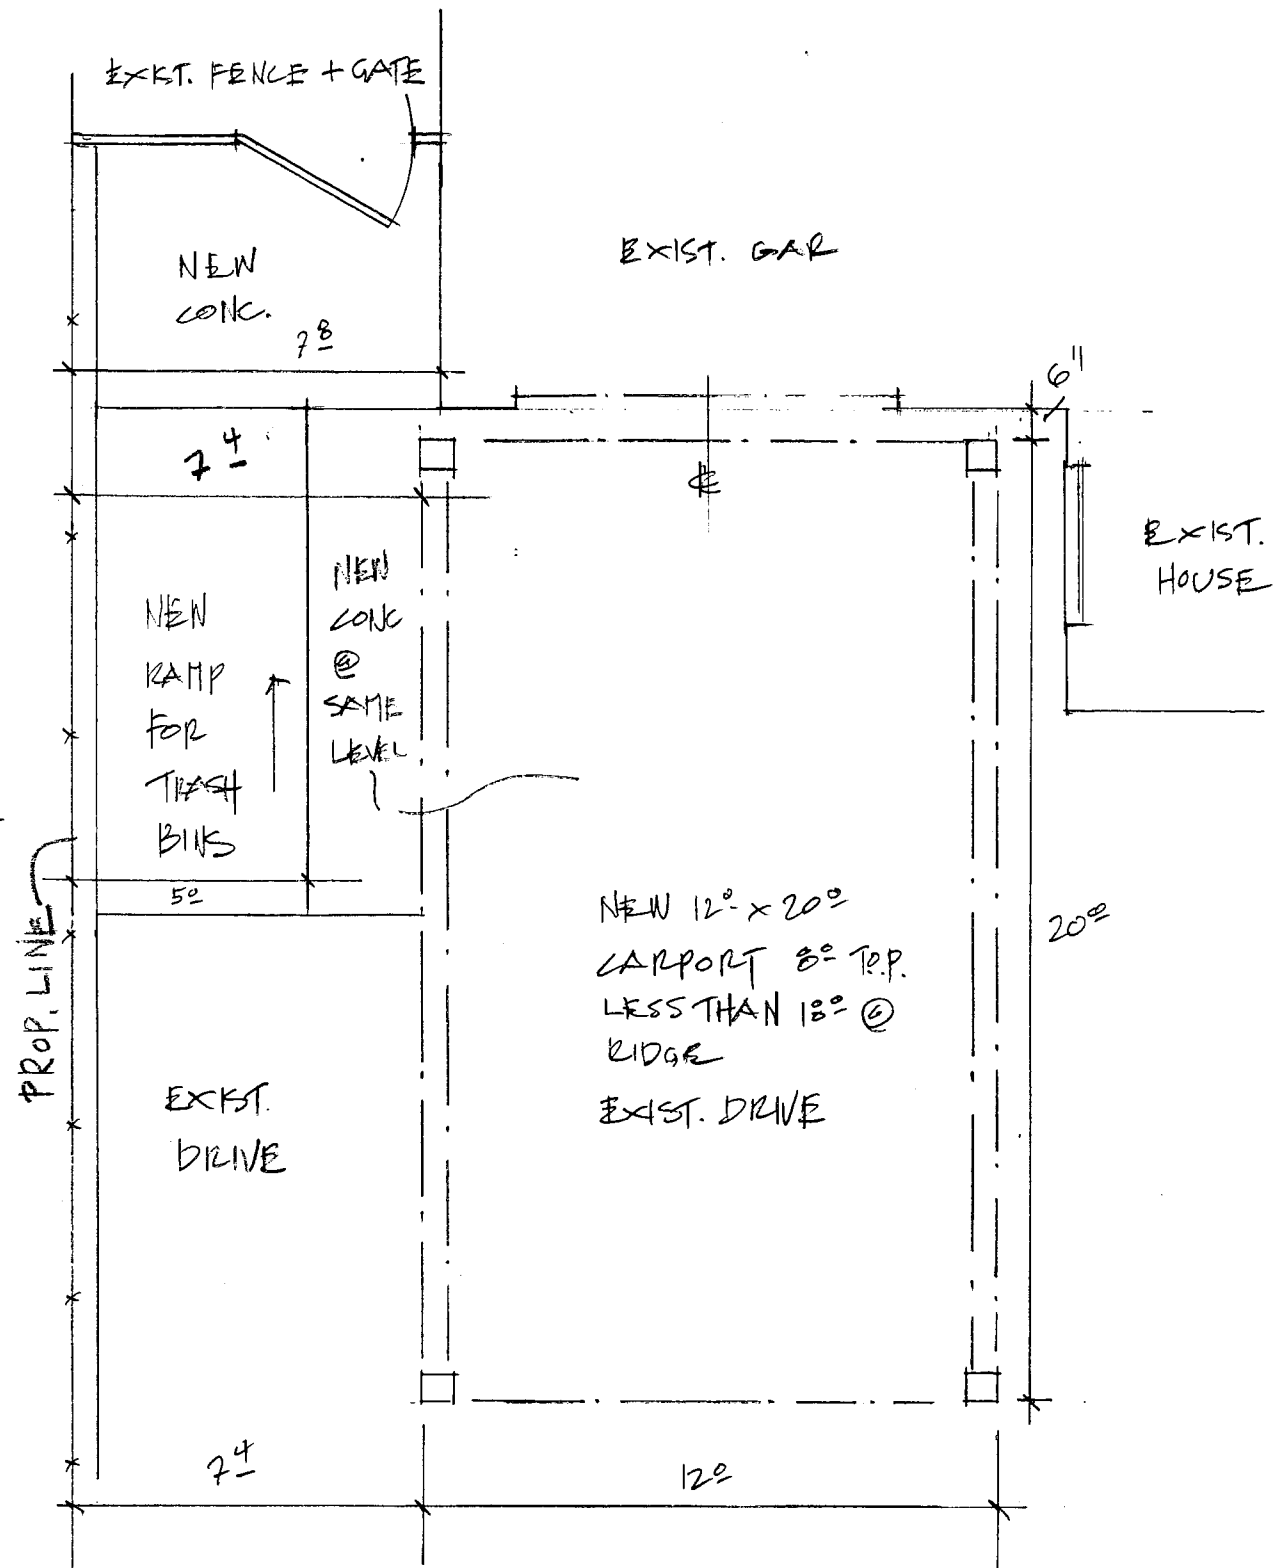 EXIST. FENCE + GATE
NEW
CONC.
7 8
EXIST. GAR
6"
7 4
℄
EXIST.
HOUSE
NEW
RAMP
FOR
TRASH
BINS
NEW
CONC
@
SAME
LEVEL
5 0
PROP. LINE
NEW 12 0 x 20 0
CARPORT 8 0 T.O.P.
LESS THAN 18 0 @
RIDGE
EXIST. DRIVE
20 0
EXIST.
DRIVE
7 4
12 0